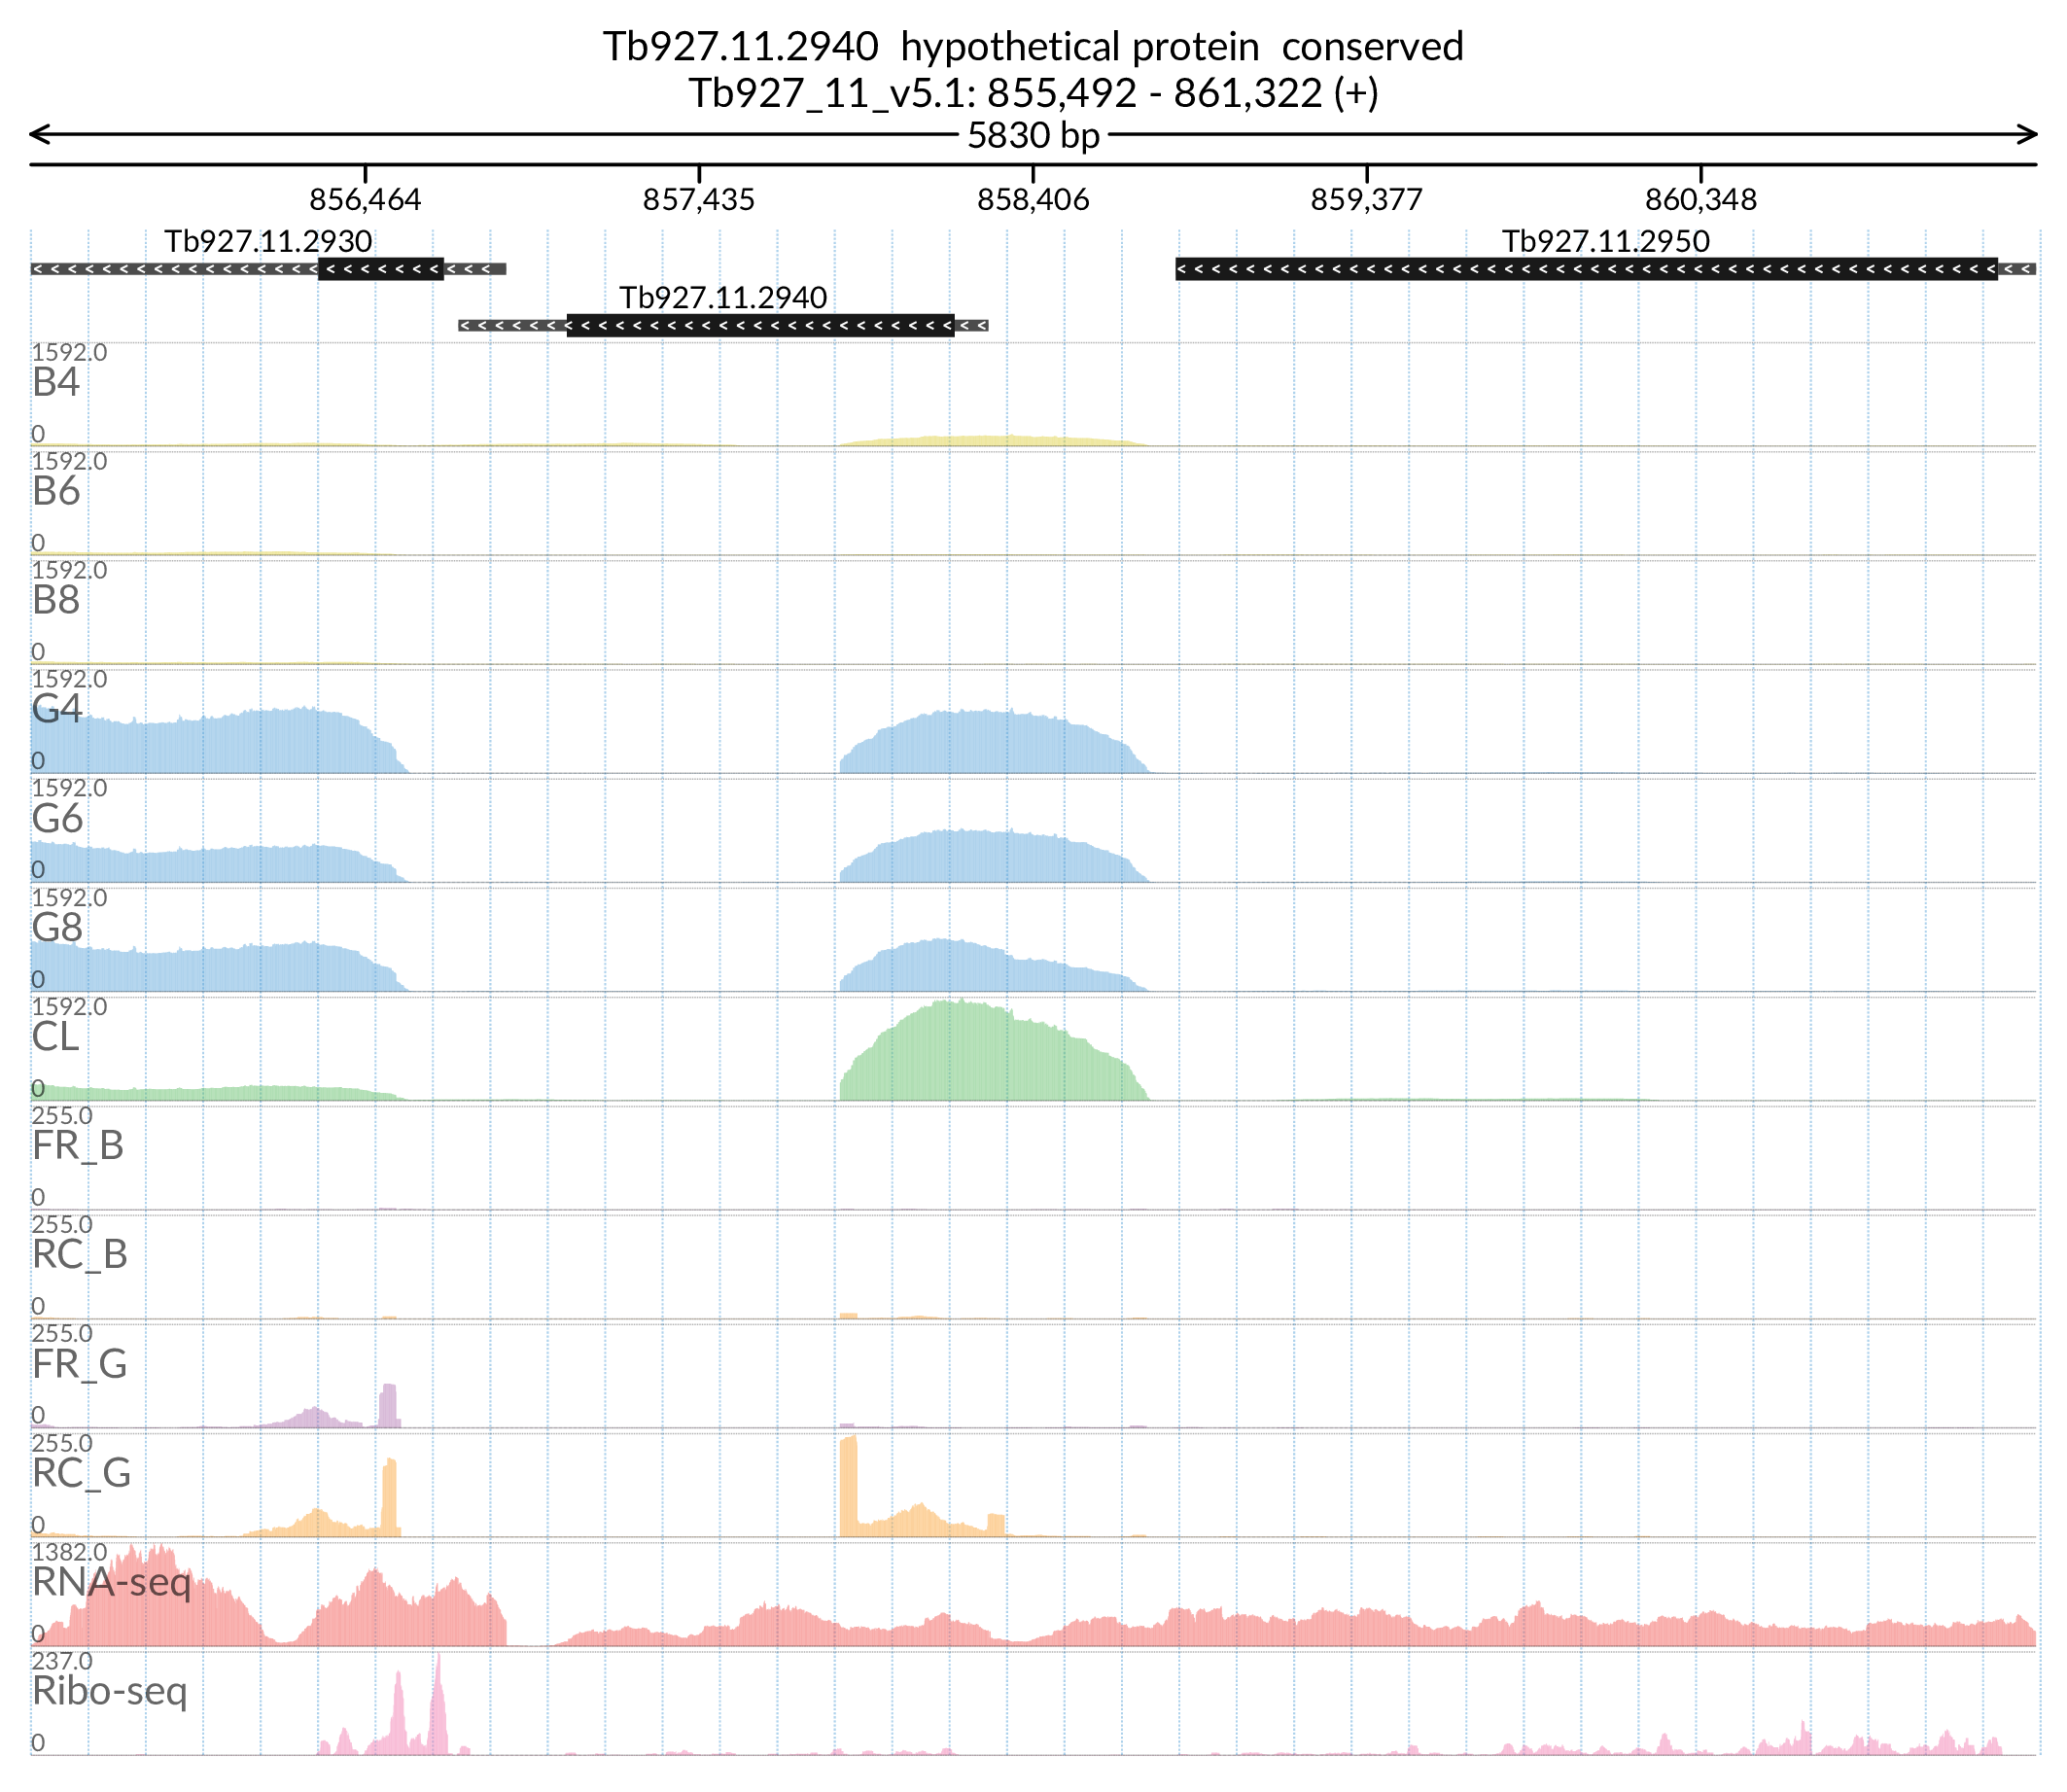 Tb927.11.2940 hypothetical protein conserved
Tb927_11_v5.1: 855,492 - 861,322 (+)
5830 bp
856,464 857,435 858,406 859,377 860,348
Tb927.11.2930 Tb927.11.2950
Tb927.11.2940
1592.0
B4
0
1592.0
B6
0
1592.0
B8
0
1592.0
G4
0
1592.0
G6
0
1592.0
G8
0
1592.0
CL
0
255.0
FR_B
0
255.0
RC_B
0
255.0
FR_G
0
255.0
RC_G
0
1382.0
RNA-seq
0
237.0
Ribo-seq
0